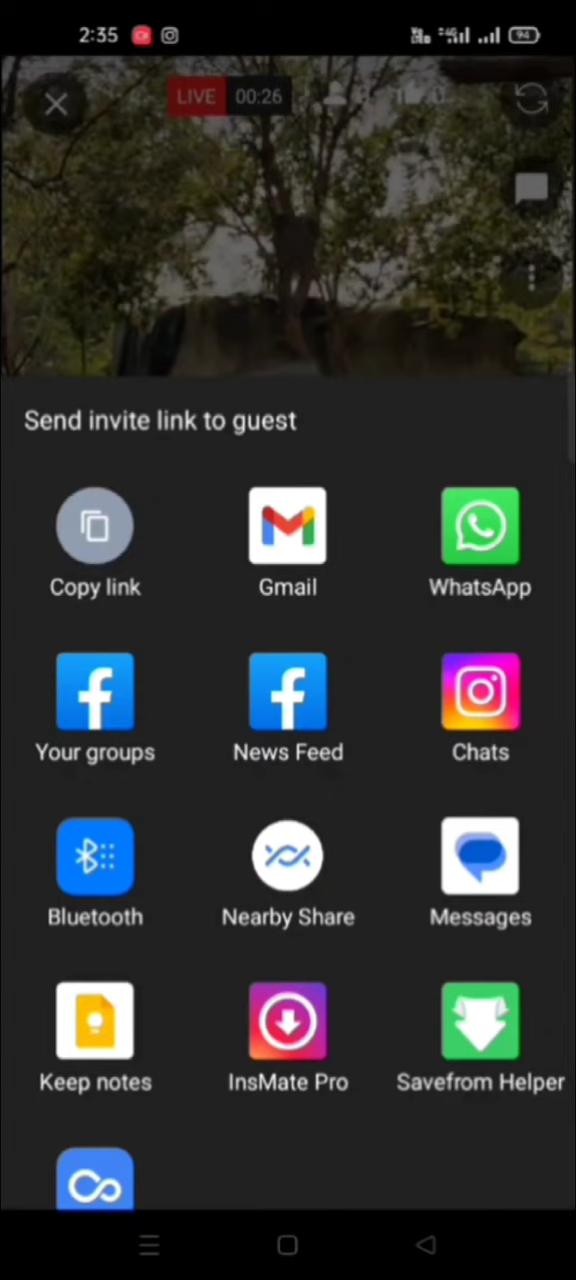 2:35 94
LIVE 00:26
Send invite link to guest
Copy link Gmail WhatsApp
Your groups News Feed Chats
Bluetooth Nearby Share Messages
Keep notes InsMate Pro Savefrom Helper